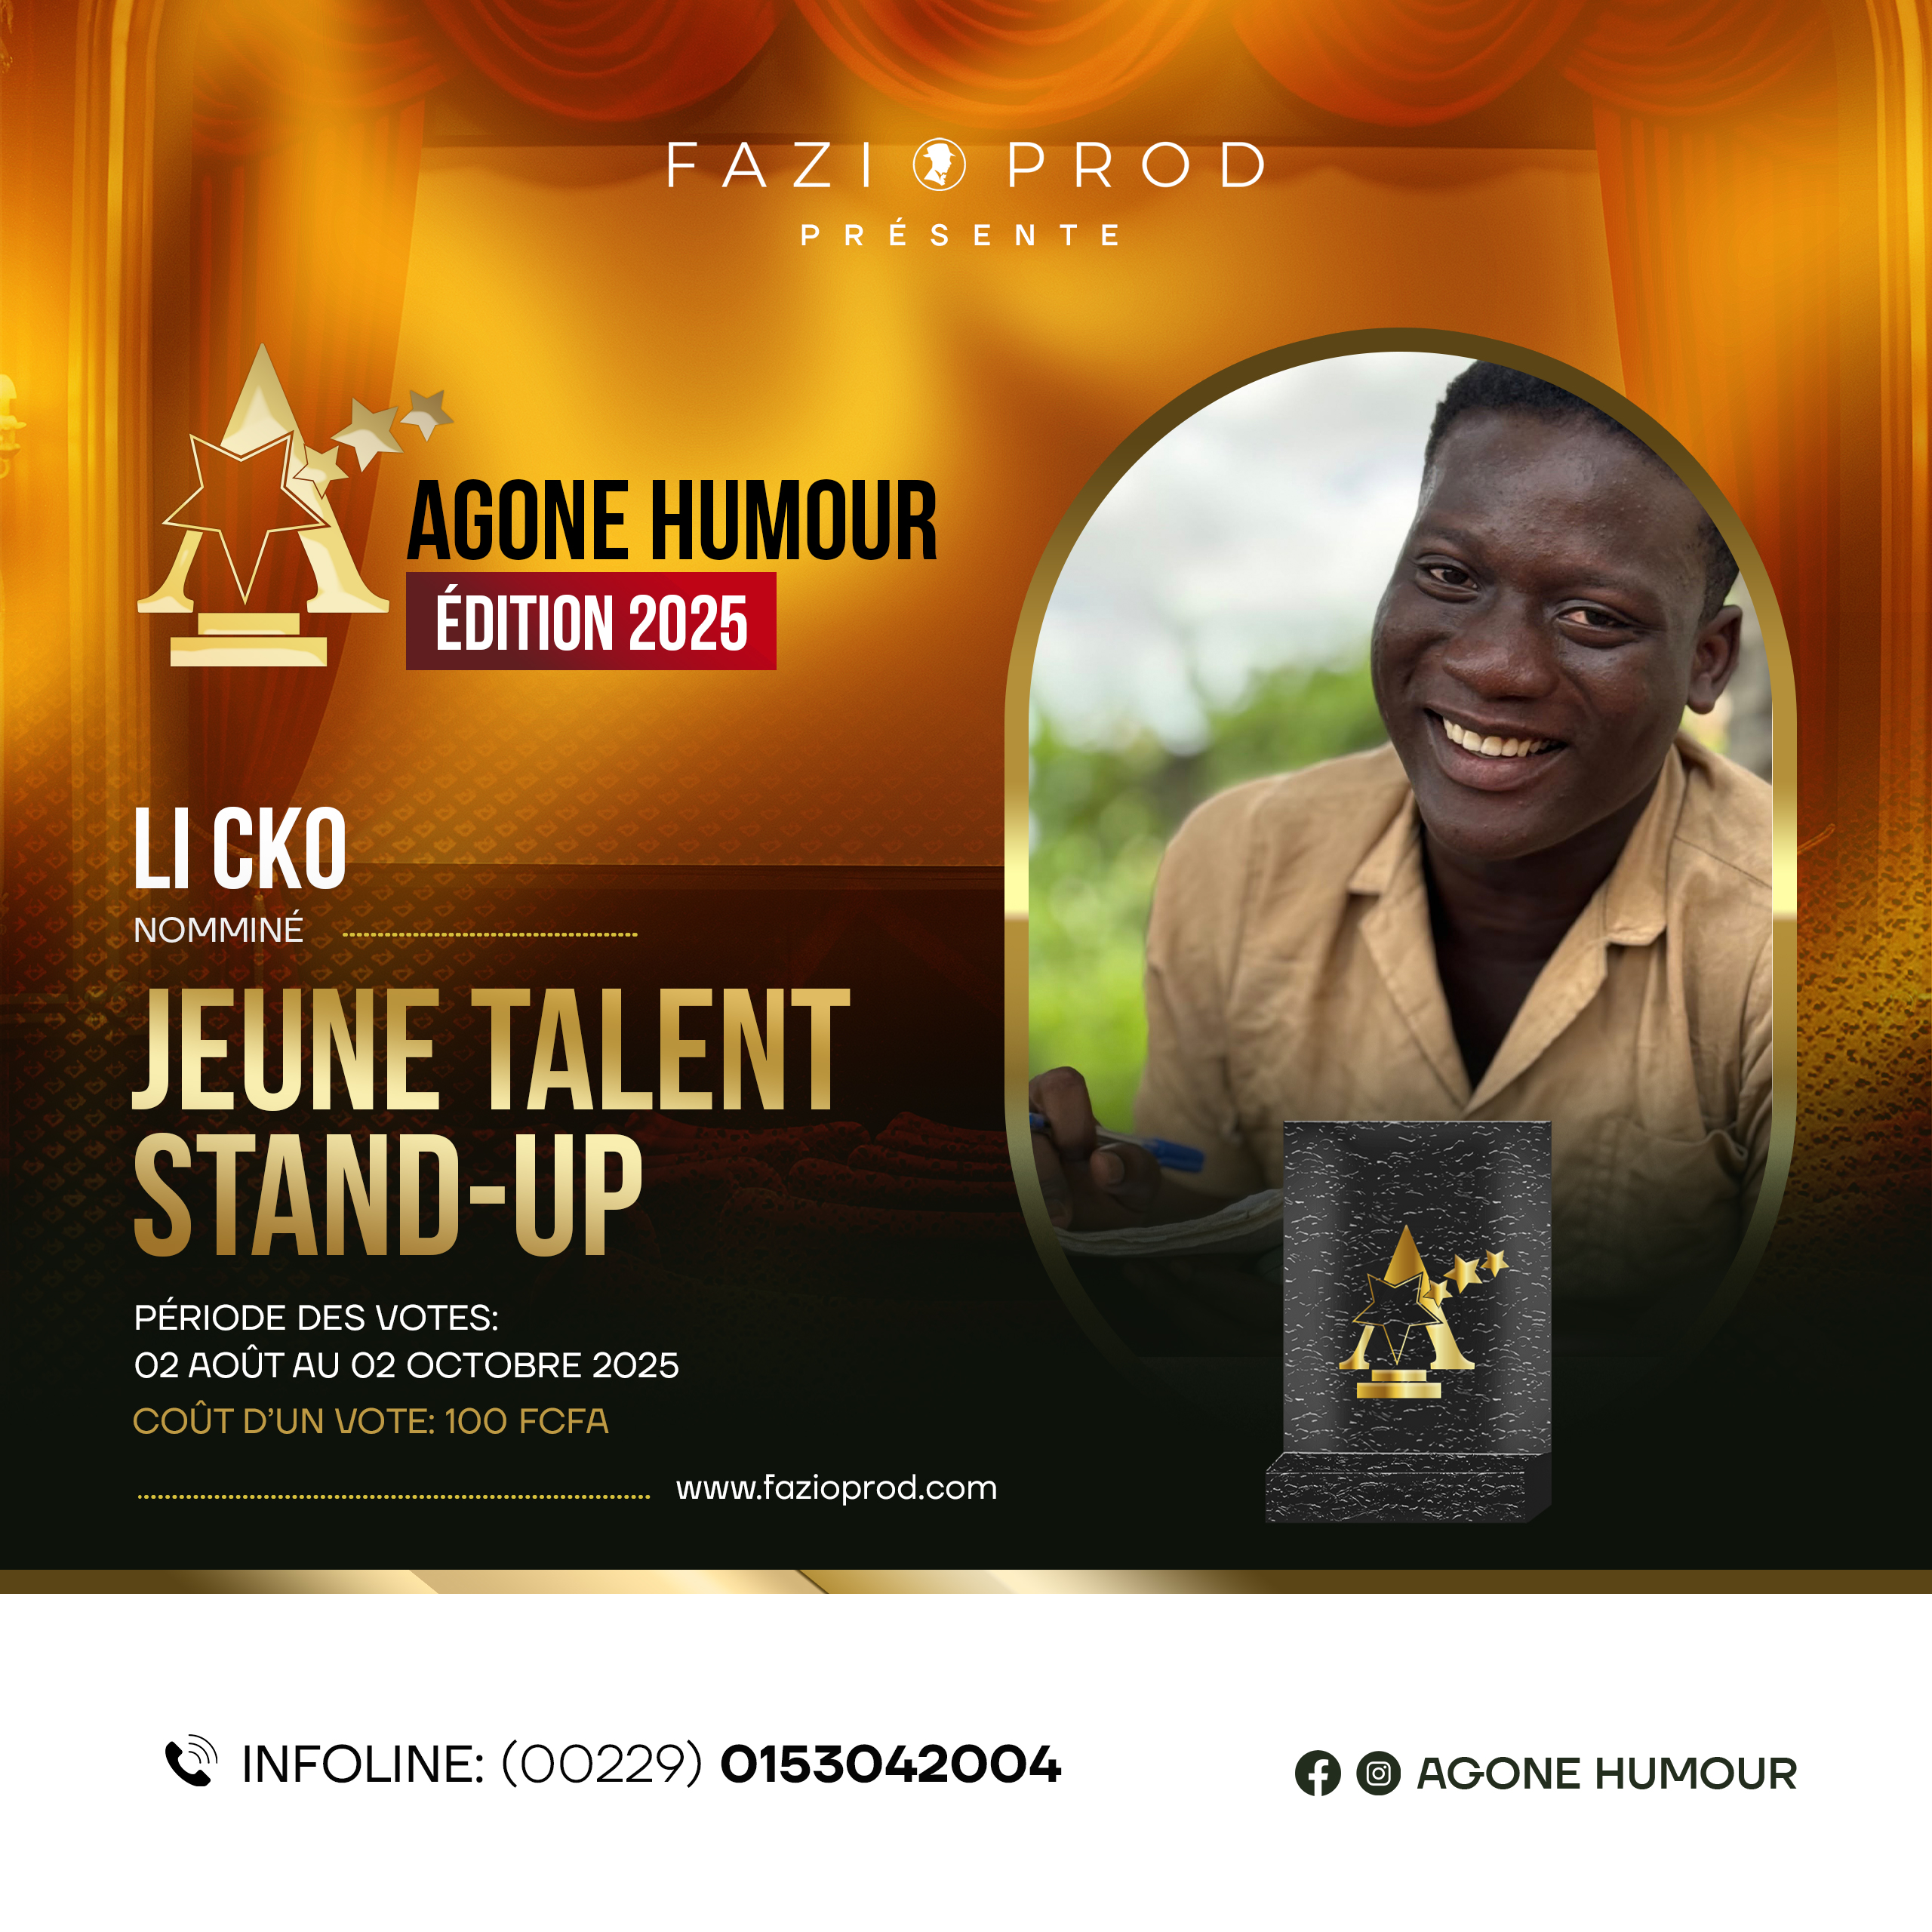 FAZI PROD
PRÉSENTE
AGONE HUMOUR
ÉDITION 2025
LI CKO
NOMMINÉ
JEUNE TALENT
STAND-UP
PÉRIODE DES VOTES:
02 AOÛT AU 02 OCTOBRE 2025
COÛT D'UN VOTE: 100 FCFA
www.fazioprod.com
INFOLINE: (00229) 0153042004
AGONE HUMOUR